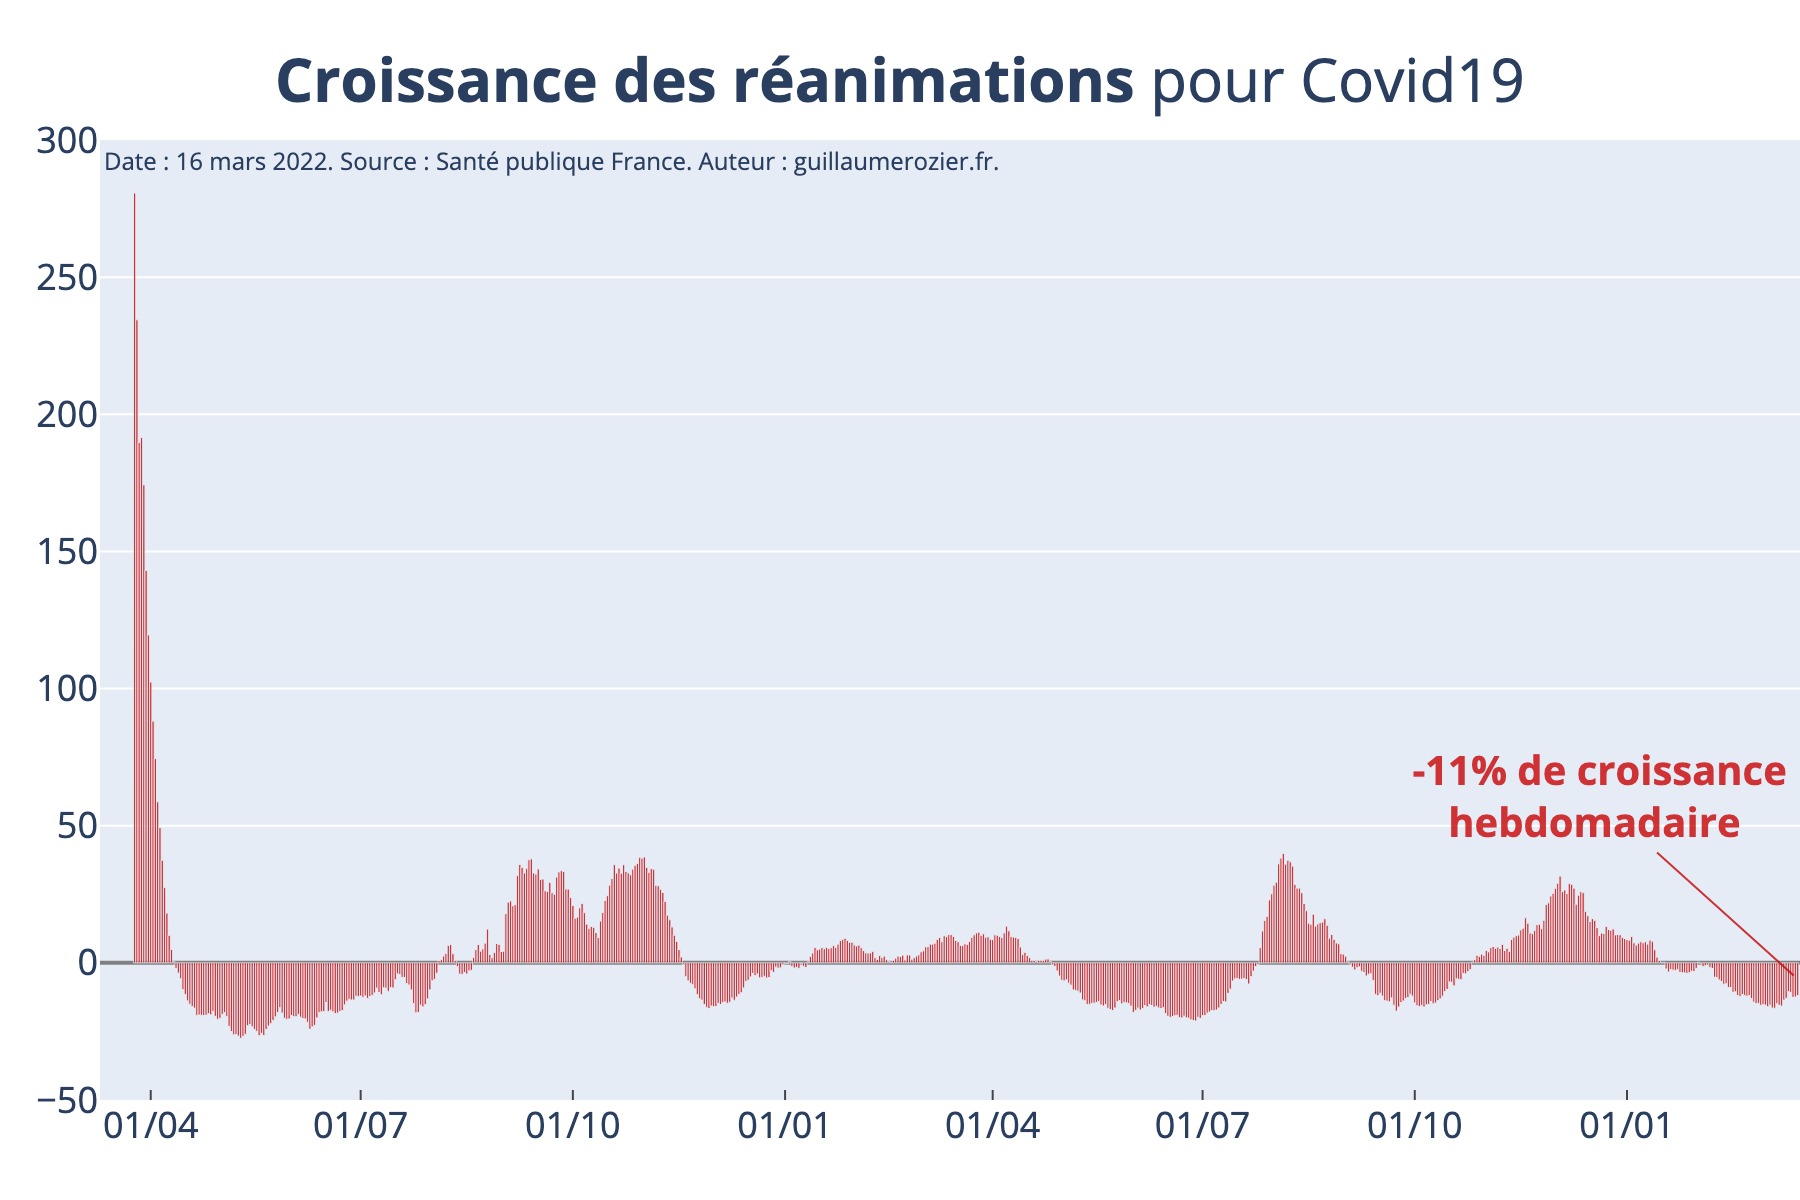 Croissance des réanimations pour Covid19
300
Date : 16 mars 2022. Source : Santé publique France. Auteur : guillaumerozier.fr.
250
200
150
100
-11% de croissance
hebdomadaire
50
0
−50
01/04 01/07 01/10 01/01 01/04 01/07 01/10 01/01